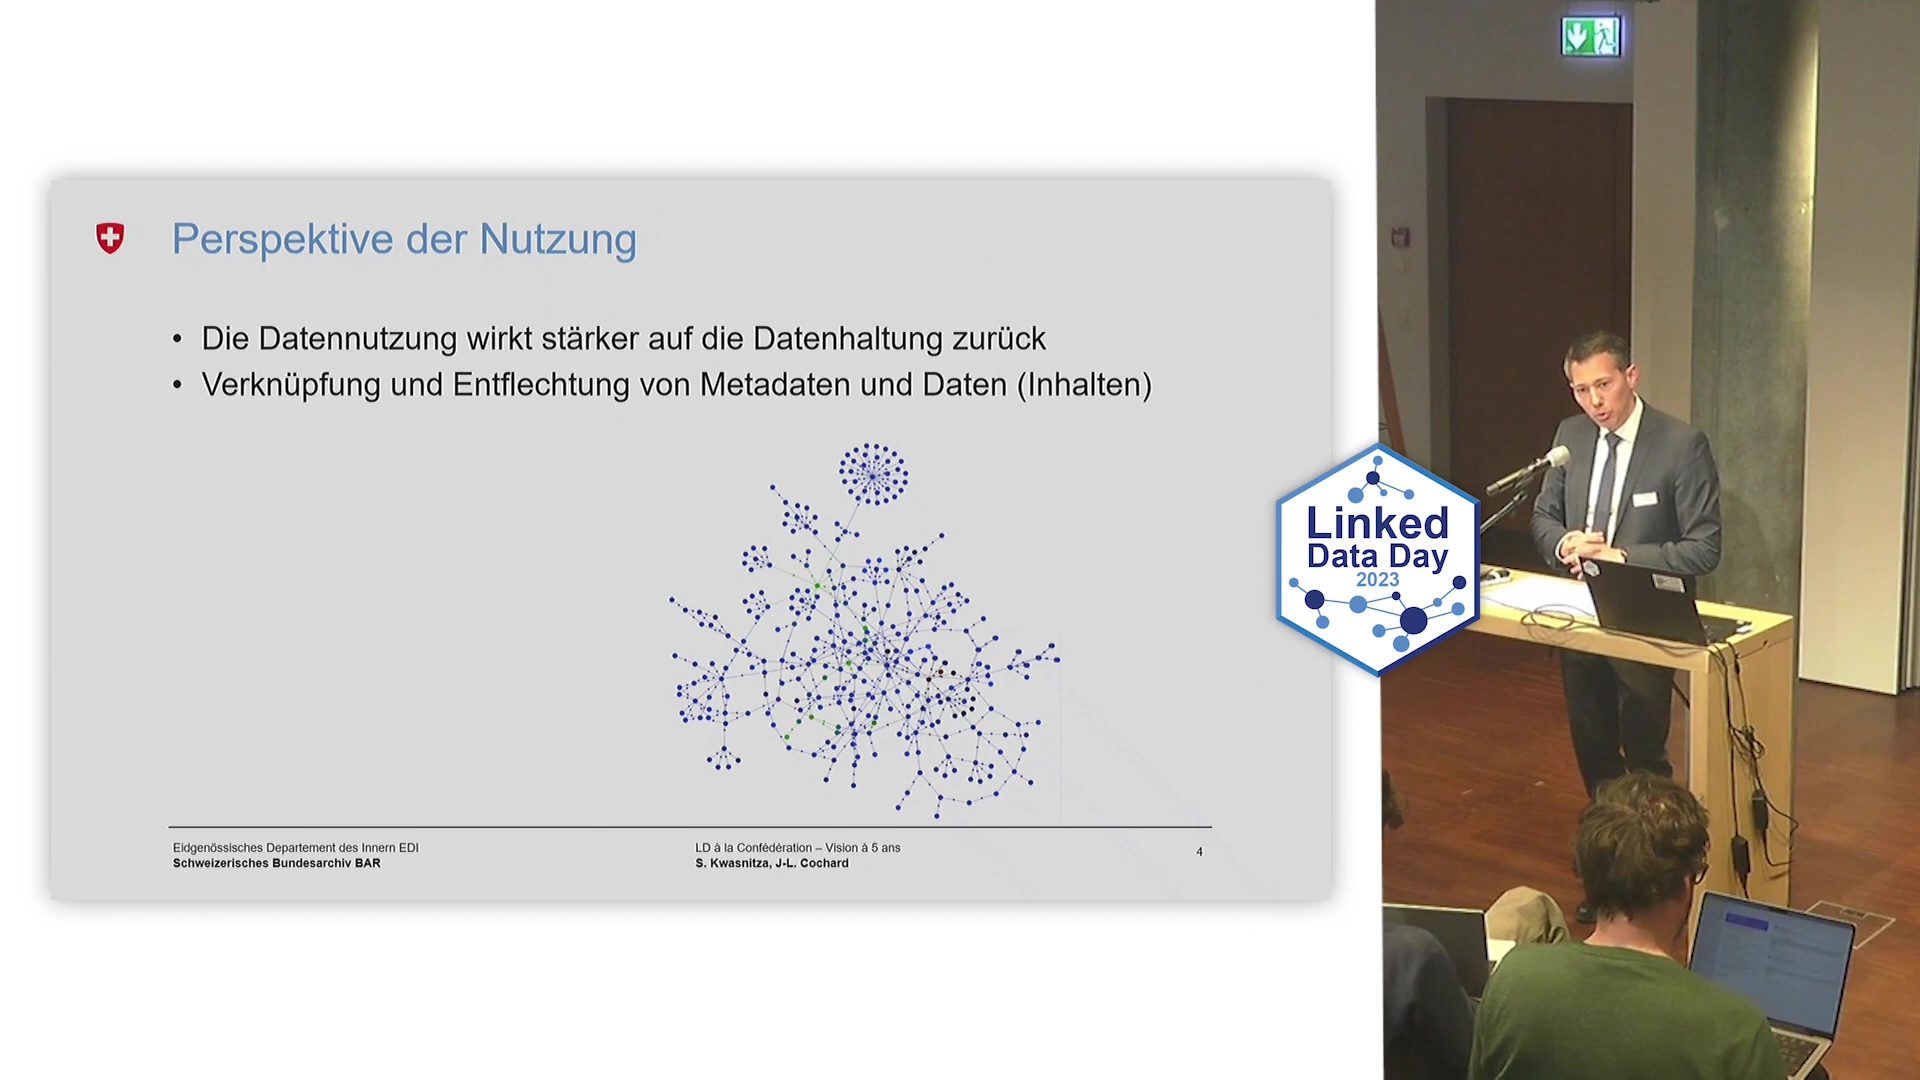 Perspektive der Nutzung
• Die Datennutzung wirkt stärker auf die Datenhaltung zurück
• Verknüpfung und Entflechtung von Metadaten und Daten (Inhalten)
Eidgenössisches Departement des Innern EDI
Schweizerisches Bundesarchiv BAR
LD à la Confédération – Vision à 5 ans
S. Kwasnitza, J-L. Cochard
4
Linked
Data Day
2023